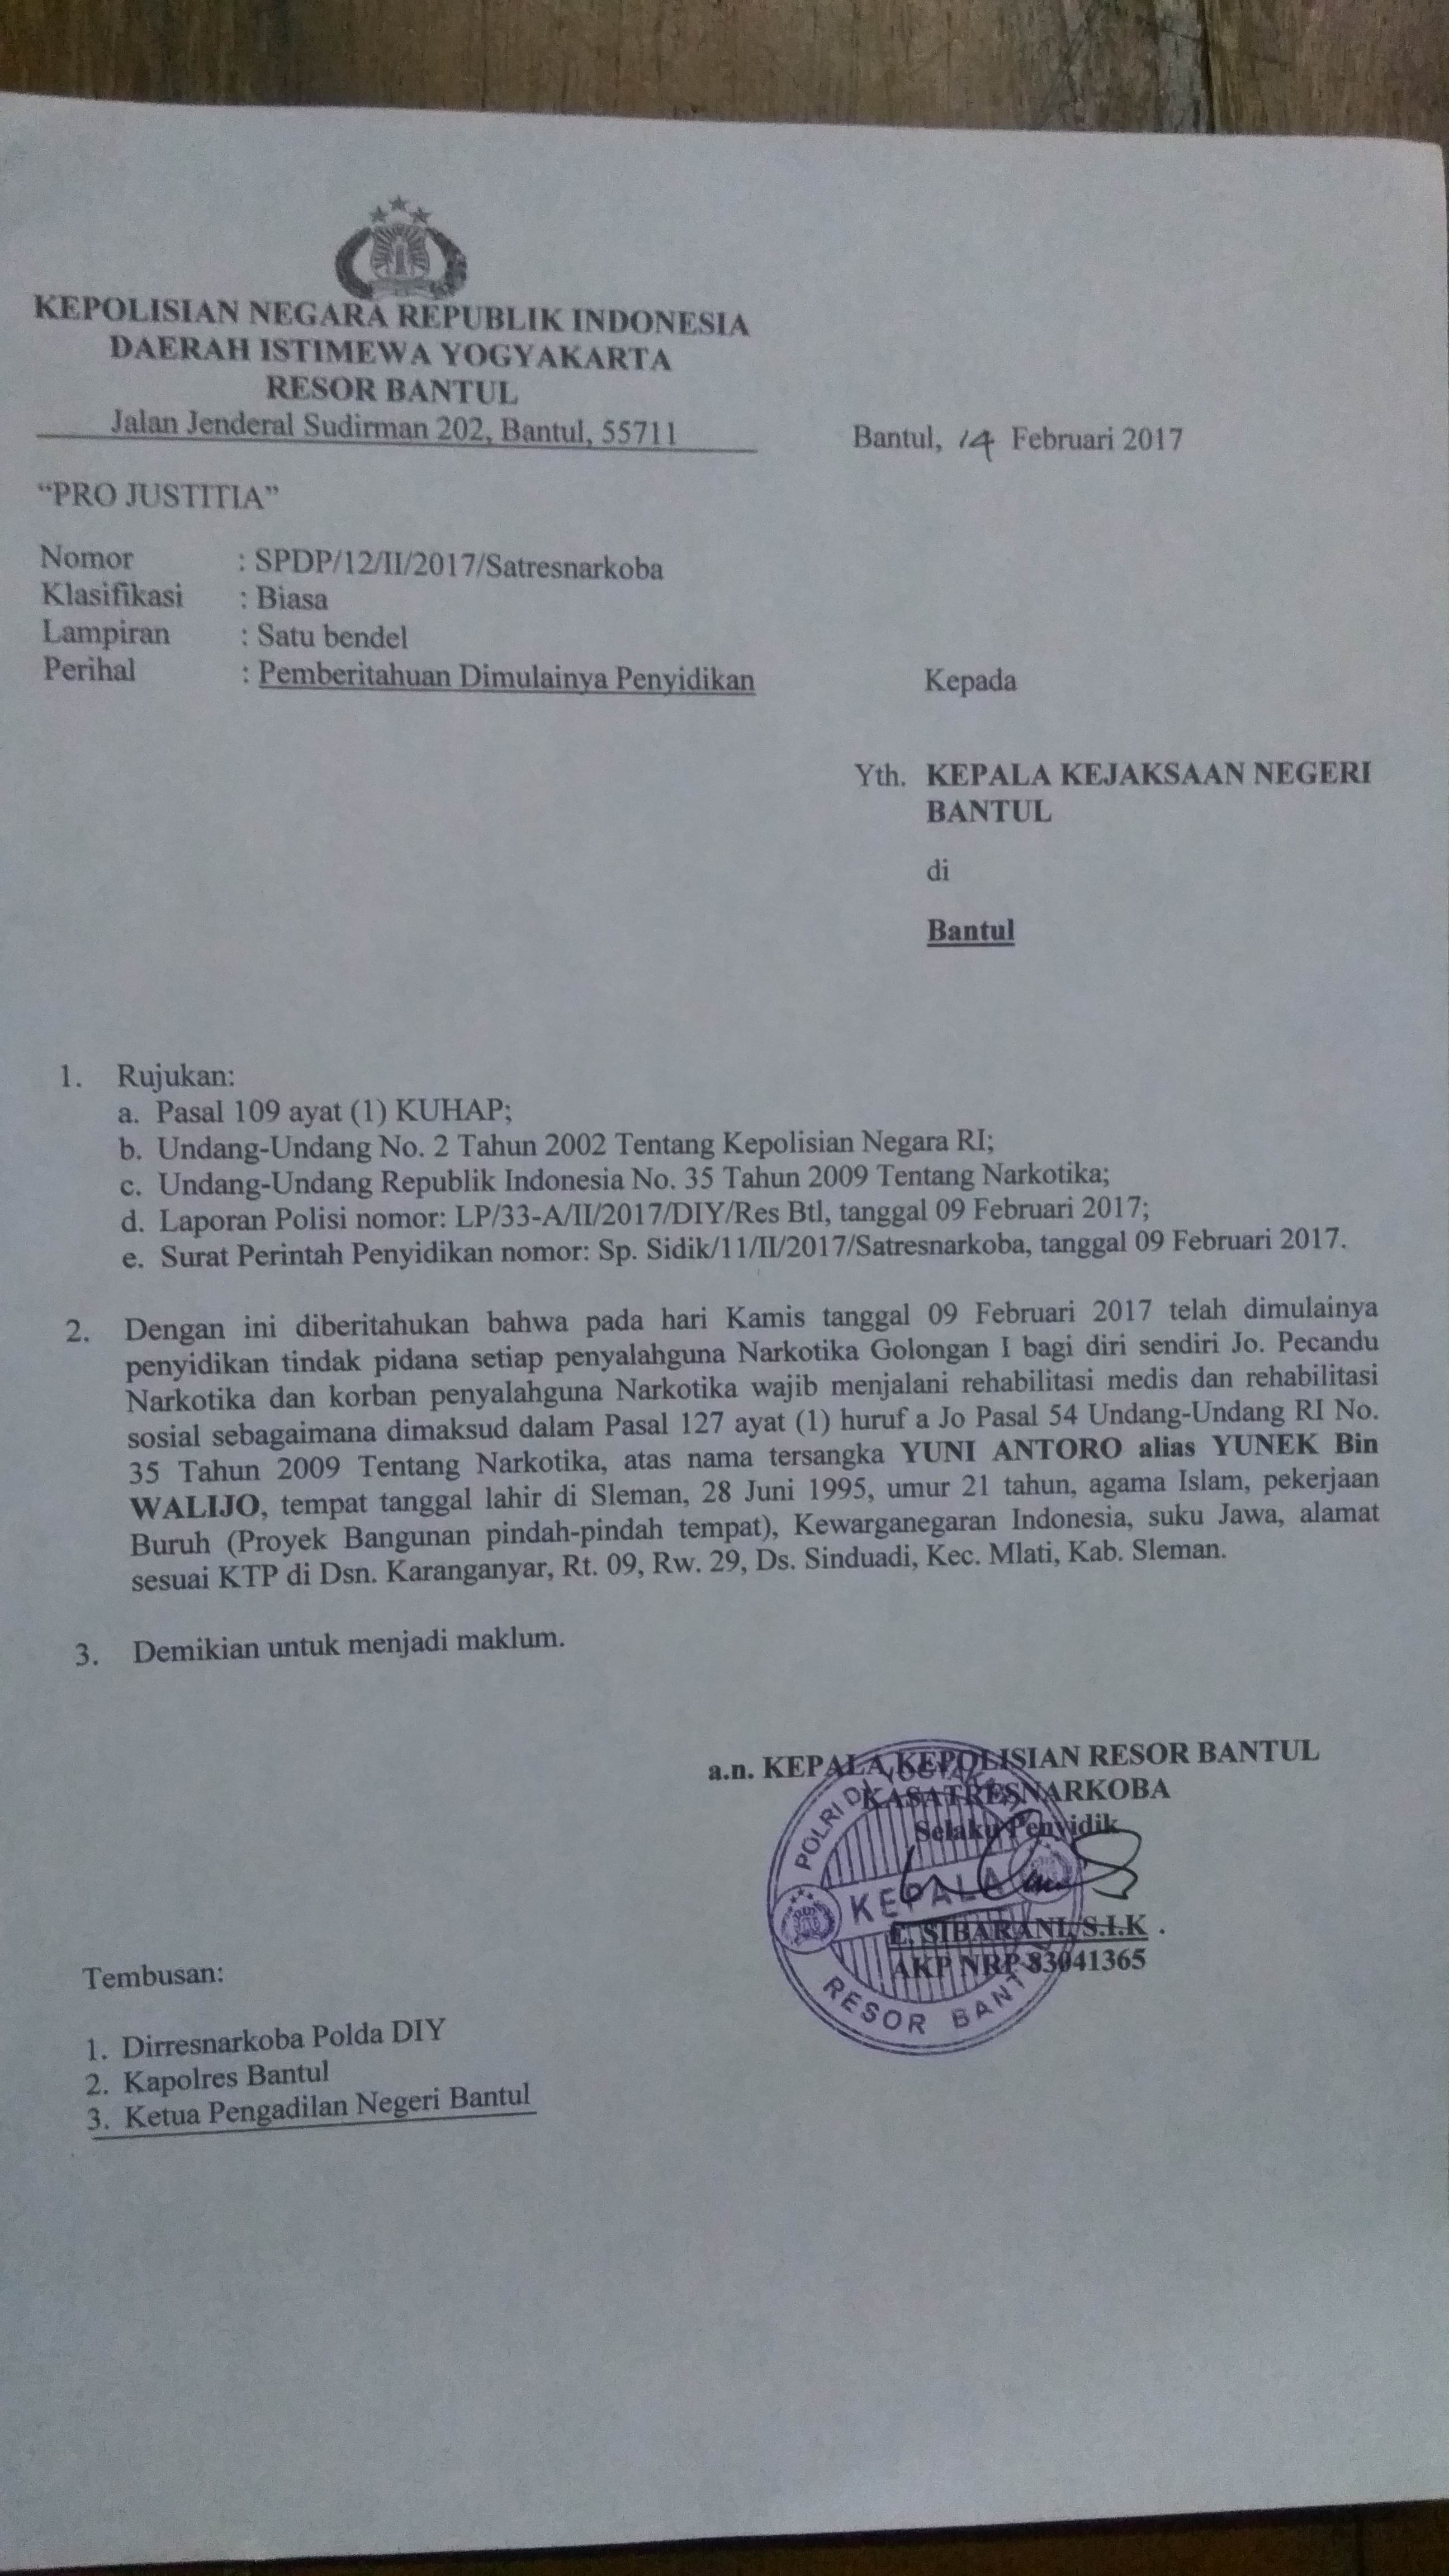 KEPOLISIAN NEGARA REPUBLIK INDONESIA
DAERAH ISTIMEWA YOGYAKARTA
RESOR BANTUL
Jalan Jenderal Sudirman 202, Bantul, 55711
Bantul, 14 Februari 2017
“PRO JUSTITIA”
Nomor : SPDP/12/II/2017/Satresnarkoba
Klasifikasi : Biasa
Lampiran : Satu bendel
Perihal : Pemberitahuan Dimulainya Penyidikan
Kepada
Yth. KEPALA KEJAKSAAN NEGERI
BANTUL
di
Bantul
1. Rujukan:
a. Pasal 109 ayat (1) KUHAP;
b. Undang-Undang No. 2 Tahun 2002 Tentang Kepolisian Negara RI;
c. Undang-Undang Republik Indonesia No. 35 Tahun 2009 Tentang Narkotika;
d. Laporan Polisi nomor: LP/33-A/II/2017/DIY/Res Btl, tanggal 09 Februari 2017;
e. Surat Perintah Penyidikan nomor: Sp. Sidik/11/II/2017/Satresnarkoba, tanggal 09 Februari 2017.
2. Dengan ini diberitahukan bahwa pada hari Kamis tanggal 09 Februari 2017 telah dimulainya
penyidikan tindak pidana setiap penyalahguna Narkotika Golongan I bagi diri sendiri Jo. Pecandu
Narkotika dan korban penyalahguna Narkotika wajib menjalani rehabilitasi medis dan rehabilitasi
sosial sebagaimana dimaksud dalam Pasal 127 ayat (1) huruf a Jo Pasal 54 Undang-Undang RI No.
35 Tahun 2009 Tentang Narkotika, atas nama tersangka YUNI ANTORO alias YUNEK Bin
WALIJO, tempat tanggal lahir di Sleman, 28 Juni 1995, umur 21 tahun, agama Islam, pekerjaan
Buruh (Proyek Bangunan pindah-pindah tempat), Kewarganegaran Indonesia, suku Jawa, alamat
sesuai KTP di Dsn. Karanganyar, Rt. 09, Rw. 29, Ds. Sinduadi, Kec. Mlati, Kab. Sleman.
3. Demikian untuk menjadi maklum.
a.n. KEPALA KEPOLISIAN RESOR BANTUL
KASATRESNARKOBA
Selaku Penyidik
POLRI
KEPALA
RESOR BANTUL
SIBARANI, S.I.K .
AKP NRP 83041365
Tembusan:
1. Dirresnarkoba Polda DIY
2. Kapolres Bantul
3. Ketua Pengadilan Negeri Bantul